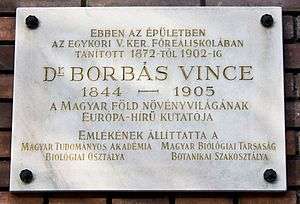 EBBEN AZ ÉPÜLETBEN
AZ EGYKORI V. KER. FŐREÁLISKOLÁBAN
TANÍTOTT 1872-TŐL 1902-IG
DR BORBÁS VINCE
1844 — 1905
A MAGYAR FÖLD NÖVÉNYVILÁGÁNAK
EURÓPA-HÍRŰ KUTATÓJA
EMLÉKÉNEK ÁLLÍTTATTA A
MAGYAR TUDOMÁNYOS AKADÉMIA MAGYAR BIOLÓGIAI TÁRSASÁG
BIOLÓGIAI OSZTÁLYA BOTANIKAI SZAKOSZTÁLYA